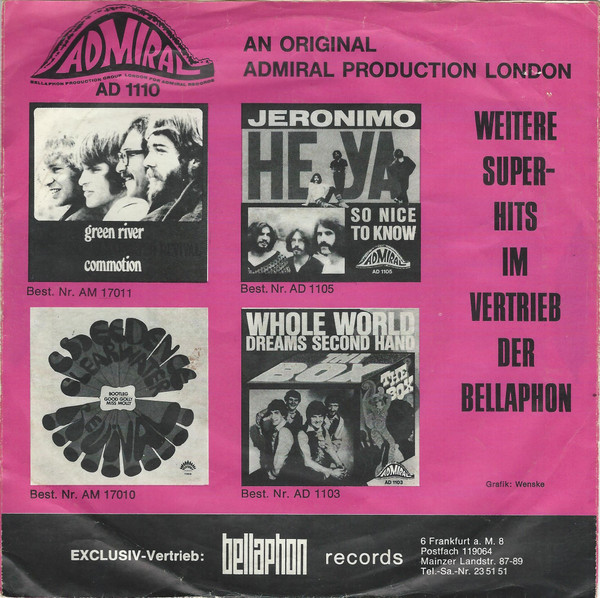 ADMIRAL
BELLAPHON PRODUCTION GROUP LONDON FOR ADMIRAL RECORDS
AD 1110
AN ORIGINAL
ADMIRAL PRODUCTION LONDON
green river
commotion
Best. Nr. AM 17011
JERONIMO
HE YA
SO NICE
TO KNOW
ADMIRAL
AD 1105
Best. Nr. AD 1105
CREEDENCE
CLEARWATER
REVIVAL
BOOTLEG
GOOD GOLLY
MISS MOLLY
Best. Nr. AM 17010
WHOLE WORLD
DREAMS SECOND HAND
THE
BOX
THE
BOX
ADMIRAL
AD 1103
Best. Nr. AD 1103
WEITERE
SUPER-
HITS
IM
VERTRIEB
DER
BELLAPHON
Grafik: Wenske
EXCLUSIV-Vertrieb:
bellaphon records
6 Frankfurt a. M. 8
Postfach 119064
Mainzer Landstr. 87-89
Tel.-Sa.-Nr. 23 51 51